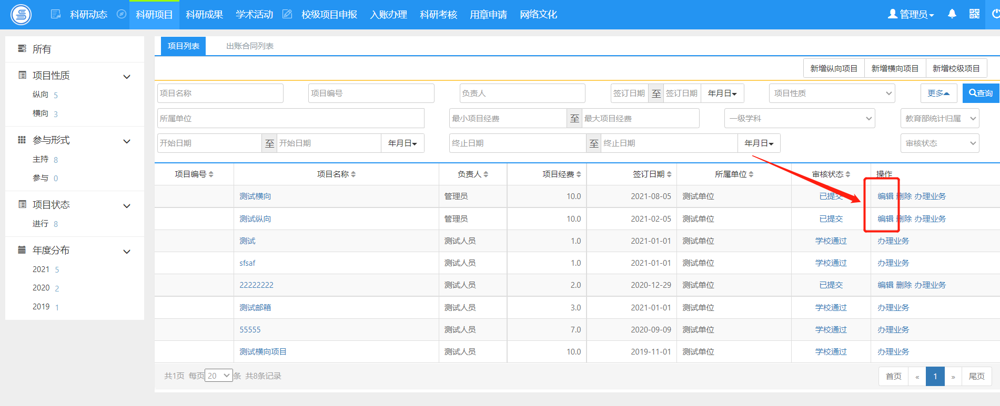 科研动态 科研项目 科研成果 学术活动 校级项目申报 入账办理 科研考核 用章申请 网络文化 管理员
所有
项目性质
纵向 5
横向 3
参与形式
主持 8
参与 0
项目状态
进行 8
年度分布
2021 5
2020 2
2019 1
项目列表 出账合同列表
新增纵向项目 新增横向项目 新增校级项目
项目名称 项目编号 负责人 签订日期 至 签订日期 年月日 项目性质 更多 查询
所属单位 最小项目经费 至 最大项目经费 一级学科 教育部统计归属
开始日期 至 开始日期 年月日 终止日期 至 终止日期 年月日 审核状态
项目编号 项目名称 负责人 项目经费 签订日期 所属单位 审核状态 操作
测试横向 管理员 10.0 2021-08-05 测试单位 已提交 编辑 删除 办理业务
测试纵向 管理员 10.0 2021-02-05 测试单位 已提交 编辑 删除 办理业务
测试 测试人员 1.0 2021-01-01 测试单位 学校通过 办理业务
sfsaf 测试人员 1.0 2021-01-01 测试单位 学校通过 办理业务
22222222 测试人员 2.0 2020-12-29 测试单位 已提交 编辑 删除 办理业务
测试邮箱 测试人员 3.0 2021-01-01 测试单位 学校通过 办理业务
55555 测试人员 7.0 2020-09-09 测试单位 学校通过 办理业务
测试横向项目 测试人员 10.0 2019-11-01 测试单位 学校通过 办理业务
共1页 每页 20 条 共8条记录 首页 « 1 » 尾页